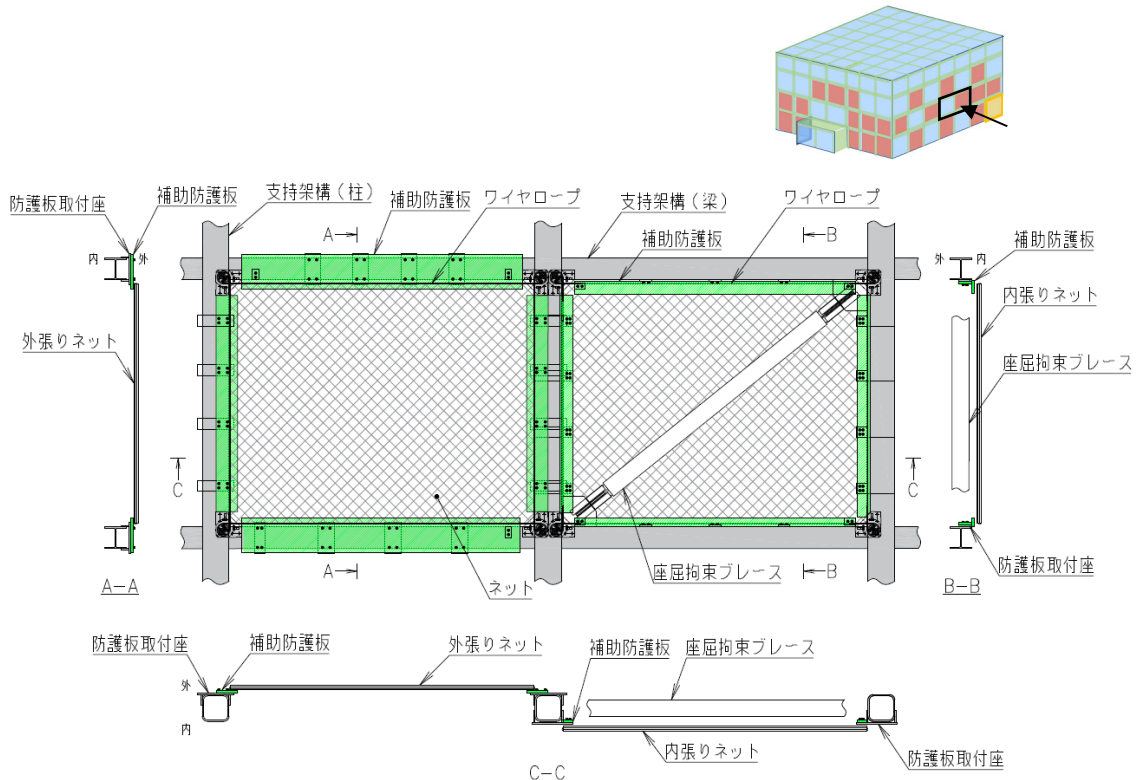 支持架構（柱）
補助防護板
ワイヤロープ
支持架構（梁）
ワイヤロープ
防護板取付座
補助防護板
A
補助防護板
B
補助防護板
内
外
外
内
内張りネット
外張りネット
座屈拘束ブレース
C
C
A
B
座屈拘束ブレース
防護板取付座
A－A
ネット
B－B
防護板取付座
補助防護板
外張りネット
補助防護板
座屈拘束ブレース
外
内
内張りネット
防護板取付座
C－C